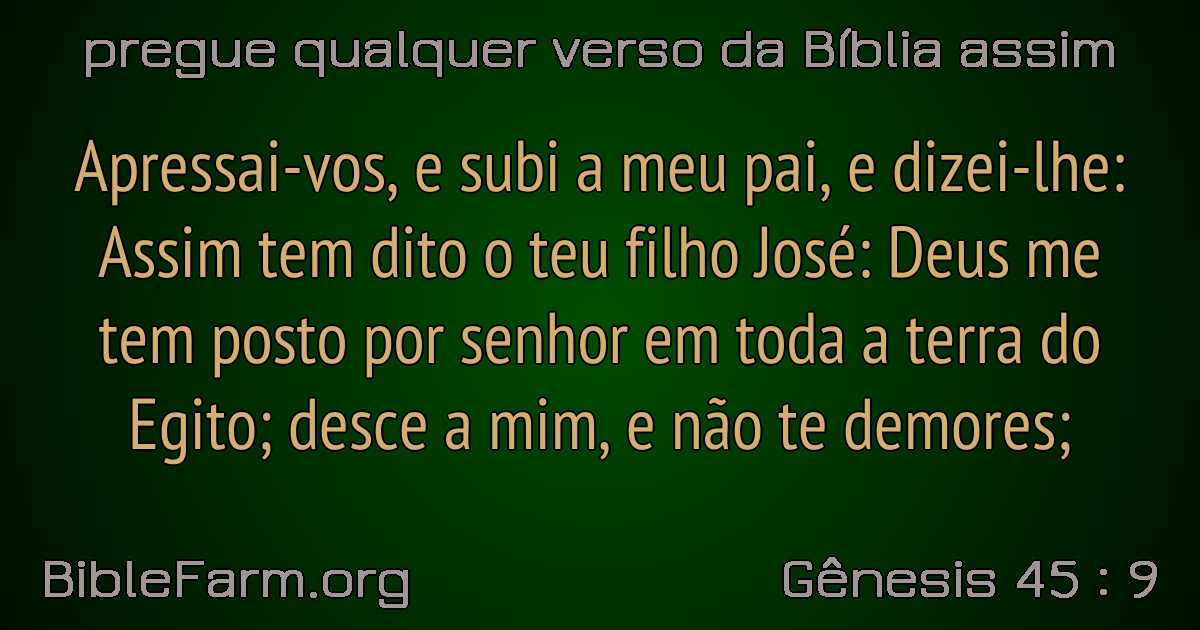 pregue qualquer verso da Bíblia assim
Apressai-vos, e subi a meu pai, e dizei-lhe:
Assim tem dito o teu filho José: Deus me
tem posto por senhor em toda a terra do
Egito; desce a mim, e não te demores;
BibleFarm.org
Gênesis 45 : 9